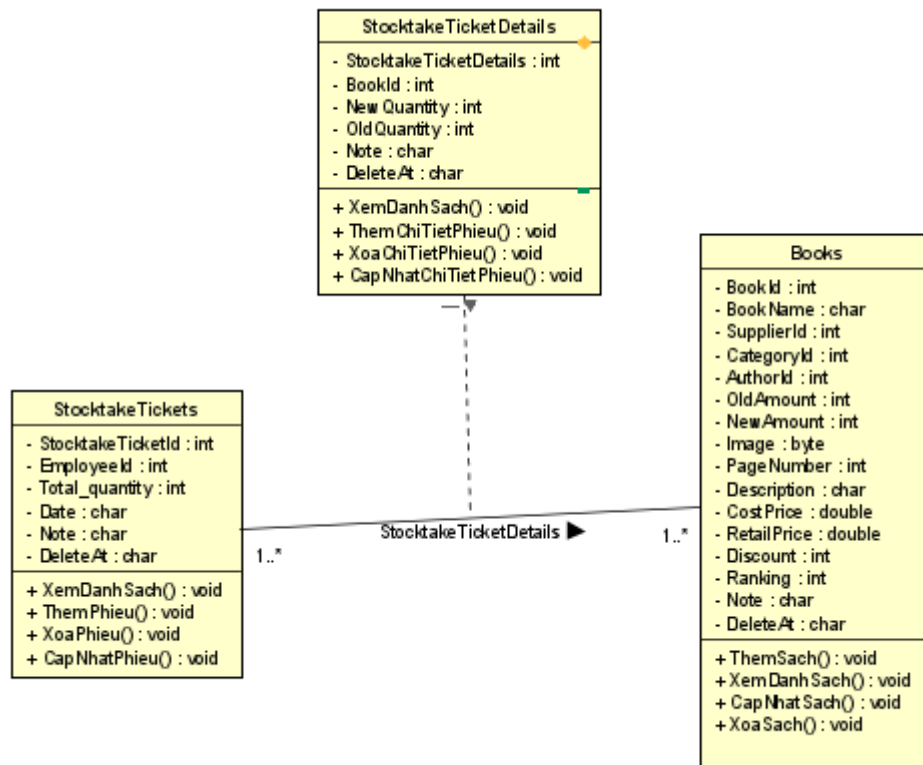 StocktakeTicketDetails
- StocktakeTicketDetails : int
- BookId : int
- NewQuantity : int
- OldQuantity : int
- Note : char
- DeleteAt : char
+ XemDanhSach() : void
+ ThemChiTietPhieu() : void
+ XoaChiTietPhieu() : void
+ CapNhatChiTietPhieu() : void
StocktakeTickets
- StocktakeTicketId : int
- EmployeeId : int
- Total_quantity : int
- Date : char
- Note : char
- DeleteAt : char
+ XemDanhSach() : void
+ ThemPhieu() : void
+ XoaPhieu() : void
+ CapNhatPhieu() : void
1..*
StocktakeTicketDetails
1..*
Books
- BookId : int
- BookName : char
- SupplierId : int
- CategoryId : int
- AuthorId : int
- OldAmount : int
- NewAmount : int
- Image : byte
- PageNumber : int
- Description : char
- CostPrice : double
- RetailPrice : double
- Discount : int
- Ranking : int
- Note : char
- DeleteAt : char
+ ThemSach() : void
+ XemDanhSach() : void
+ CapNhatSach() : void
+ XoaSach() : void